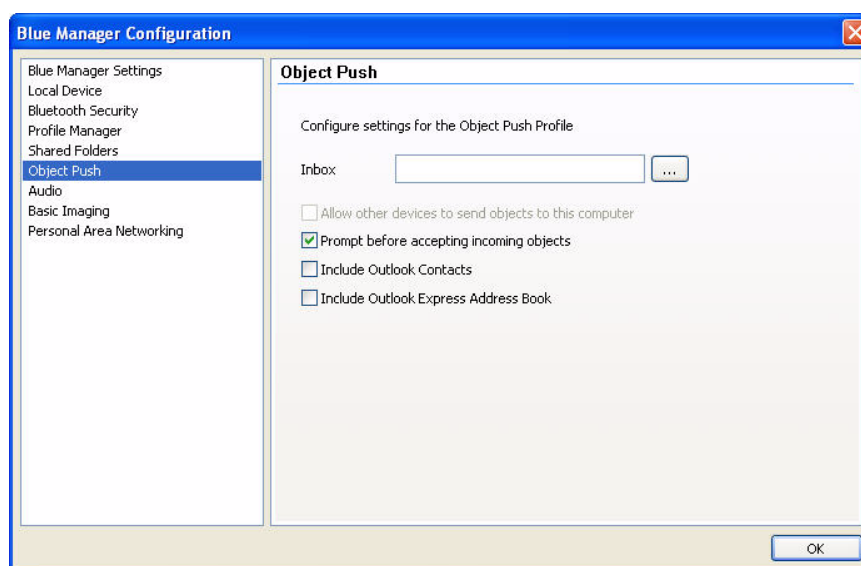 Blue Manager Configuration
Blue Manager Settings
Local Device
Bluetooth Security
Profile Manager
Shared Folders
Object Push
Audio
Basic Imaging
Personal Area Networking
Object Push
Configure settings for the Object Push Profile
Inbox
...
Allow other devices to send objects to this computer
Prompt before accepting incoming objects
Include Outlook Contacts
Include Outlook Express Address Book
OK